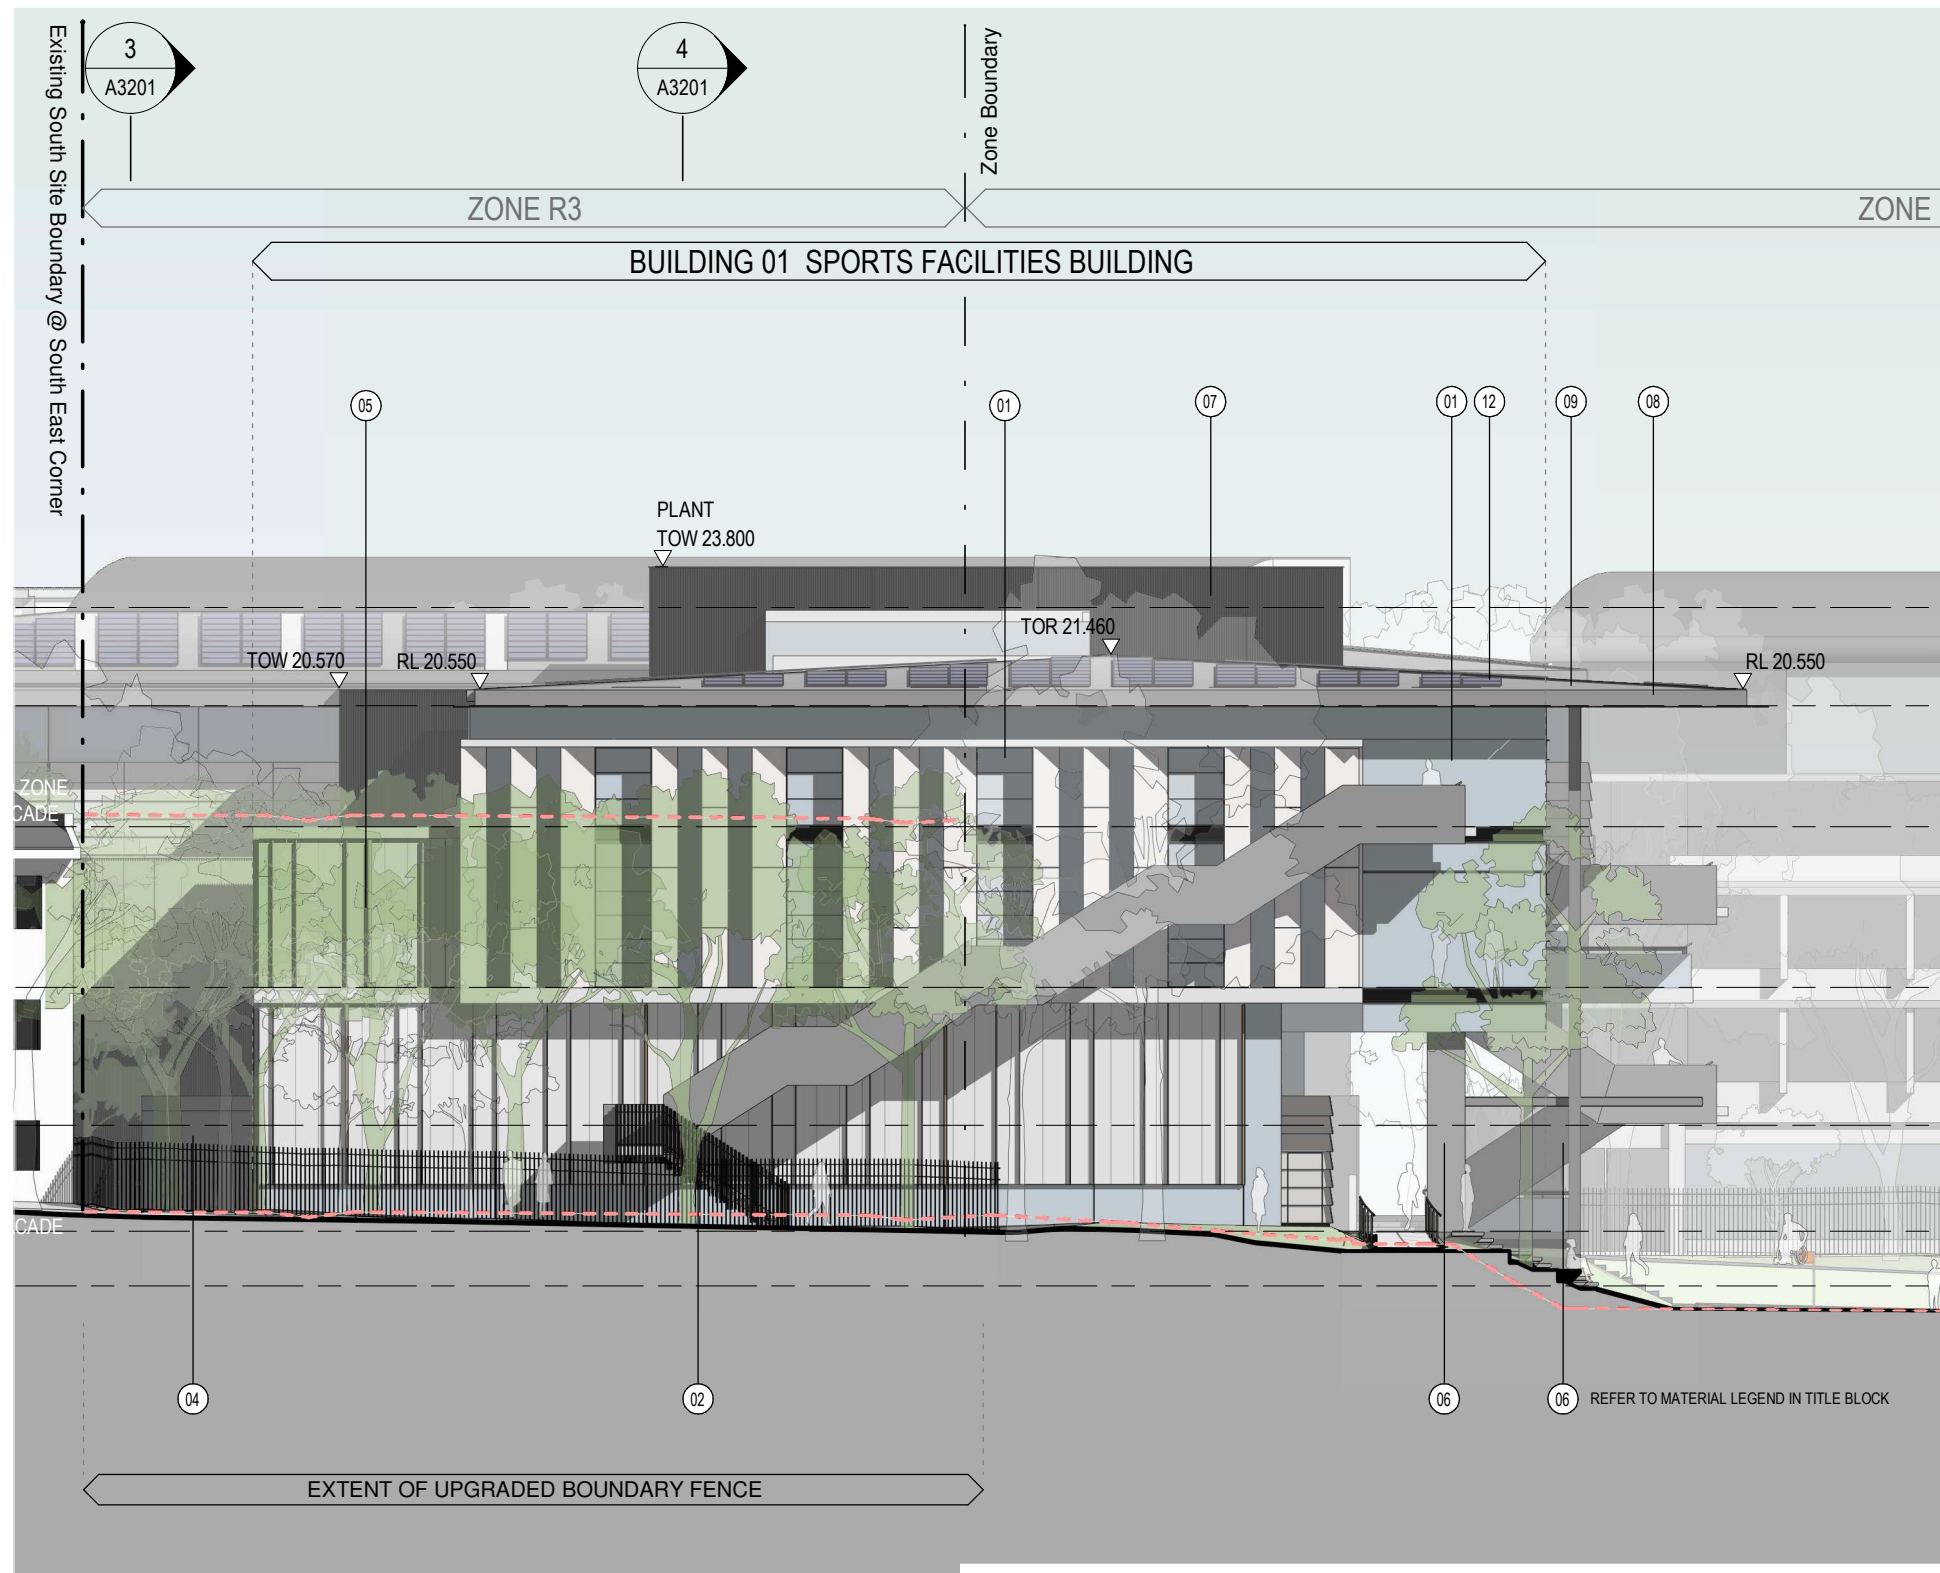 Existing South Site Boundary @ South East Corner
3
A3201
4
A3201
Zone Boundary
ZONE R3
ZONE
BUILDING 01 SPORTS FACILITIES BUILDING
05
01
07
01
12
09
08
PLANT
TOW 23.800
TOR 21.460
TOW 20.570
RL 20.550
RL 20.550
ZONE
CADE
CADE
04
02
06
06
REFER TO MATERIAL LEGEND IN TITLE BLOCK
EXTENT OF UPGRADED BOUNDARY FENCE